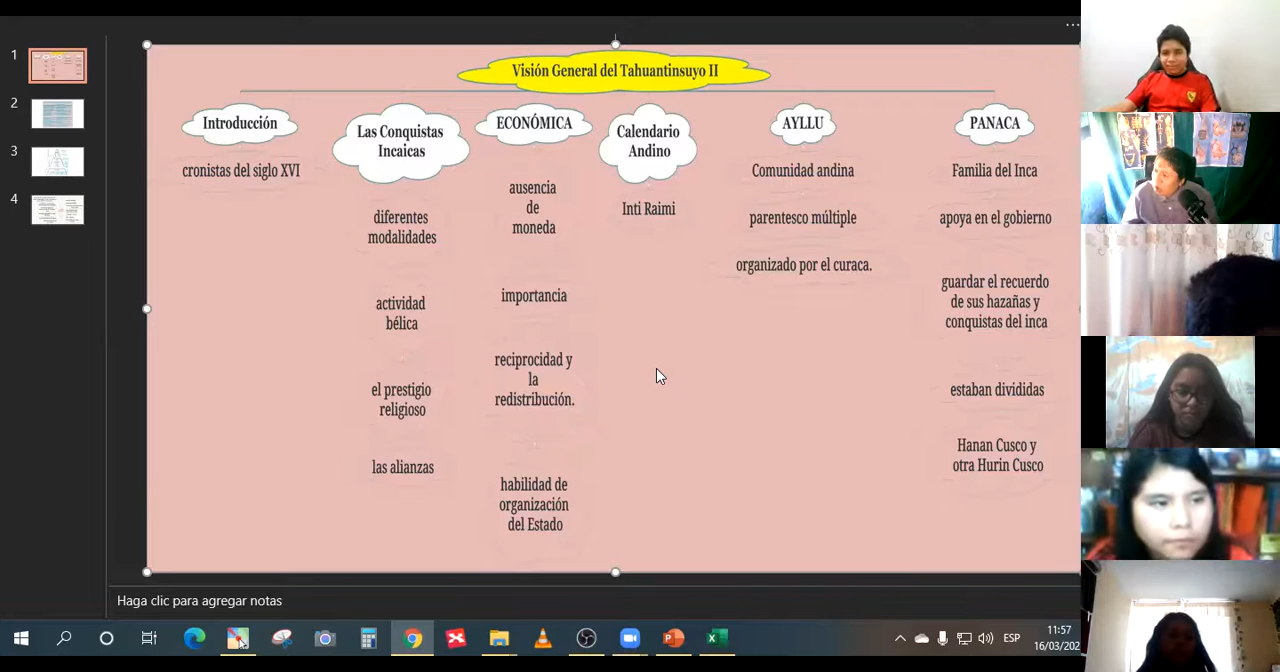 1
2
3
4
Visión General del Tahuantinsuyo II
Introducción
cronistas del siglo XVI
Las Conquistas
Incaicas
diferentes
modalidades
actividad
bélica
el prestigio
religioso
las alianzas
ECONÓMICA
ausencia
de
moneda
importancia
reciprocidad y
la
redistribución.
habilidad de
organización
del Estado
Calendario
Andino
Inti Raimi
AYLLU
Comunidad andina
parentesco múltiple
organizado por el curaca.
PANACA
Familia del Inca
apoya en el gobierno
guardar el recuerdo
de sus hazañas y
conquistas del inca
estaban divididas
Hanan Cusco y
otra Hurin Cusco
Haga clic para agregar notas
ESP
11:57
16/03/202